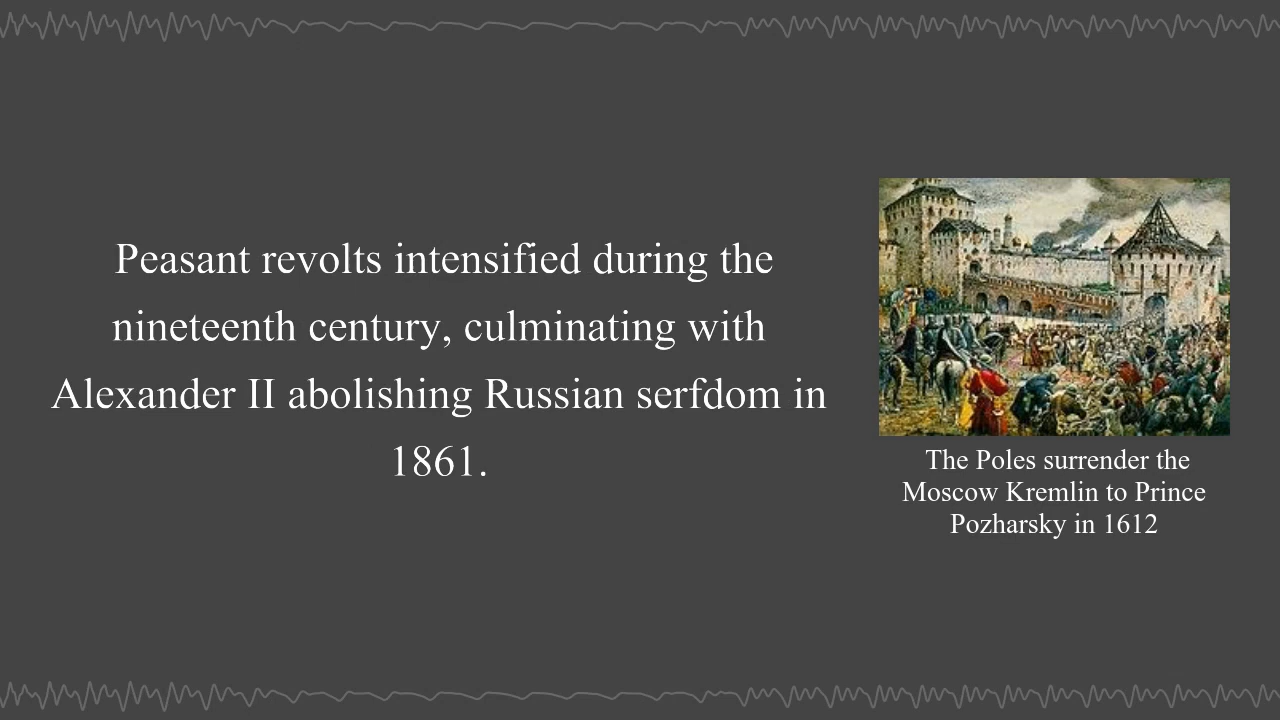 Peasant revolts intensified during the
nineteenth century, culminating with
Alexander II abolishing Russian serfdom in
1861.
The Poles surrender the
Moscow Kremlin to Prince
Pozharsky in 1612